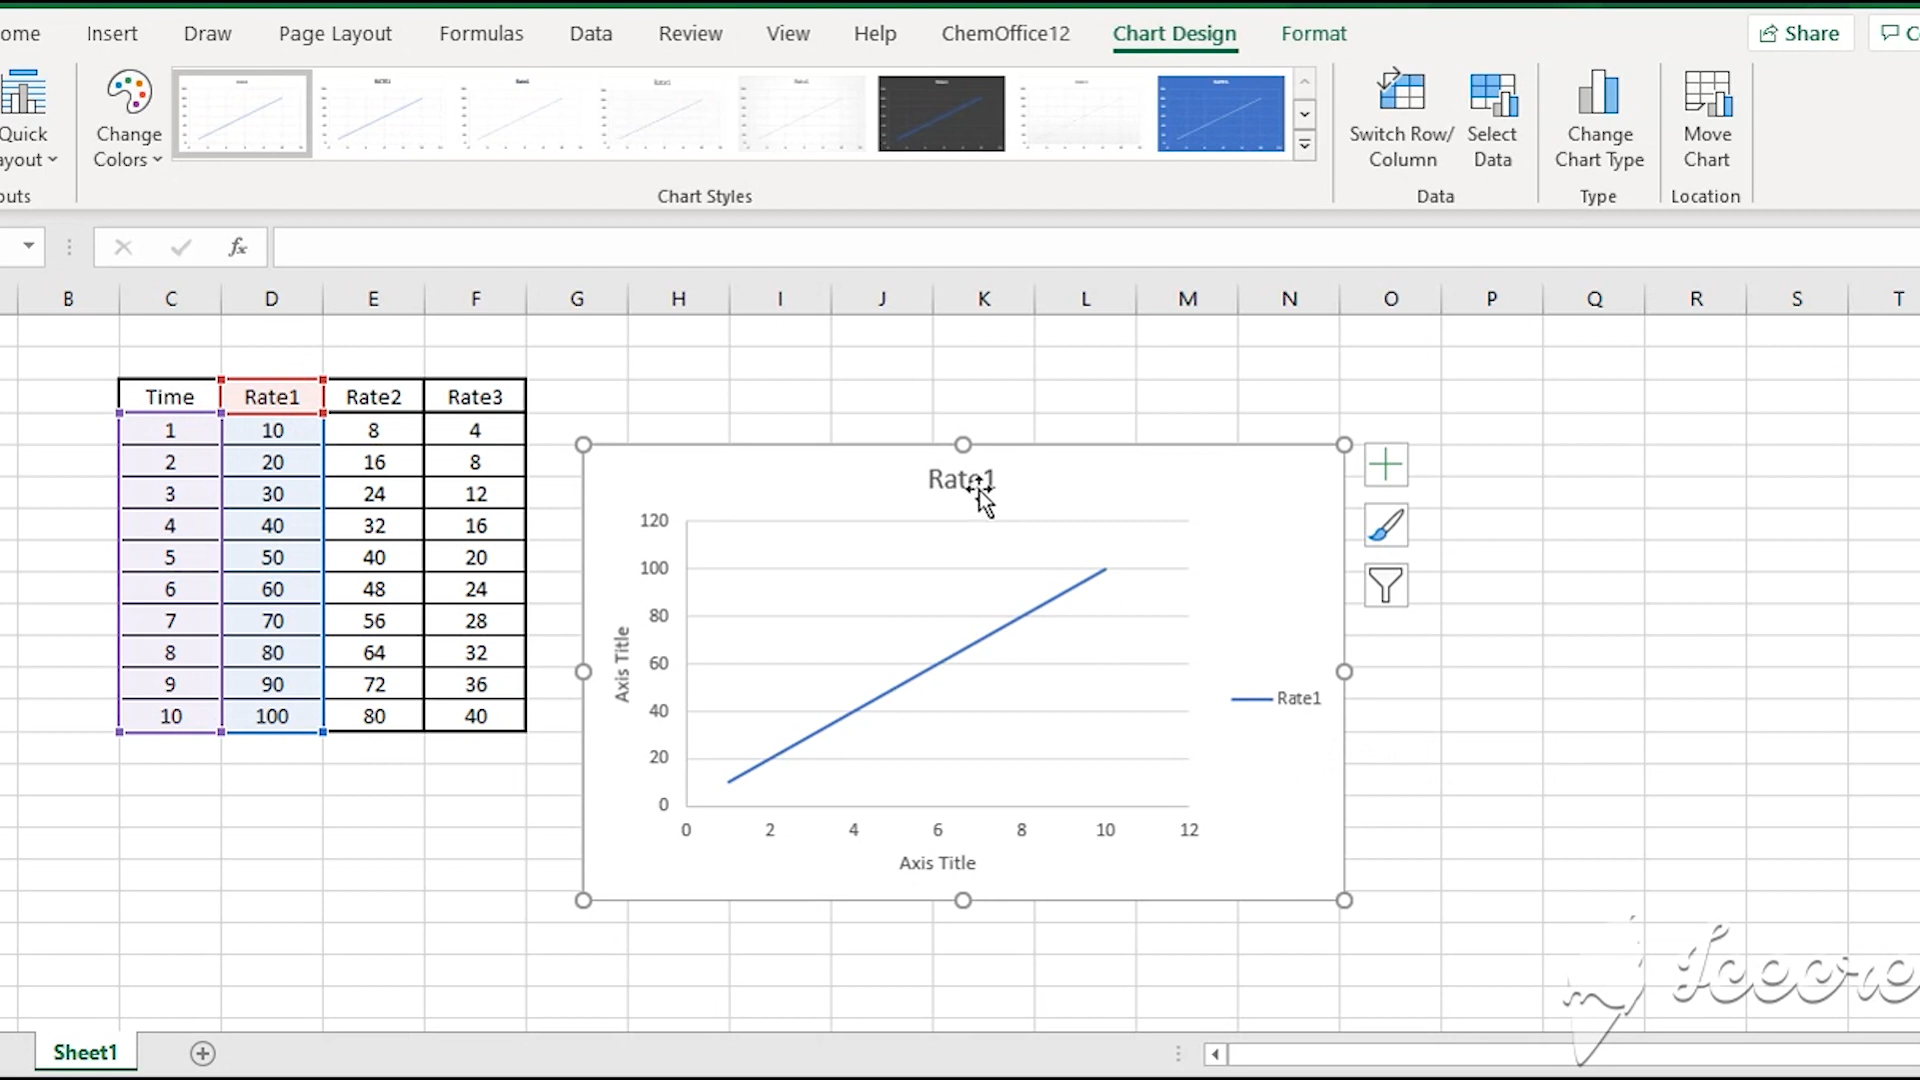 ome Insert Draw Page Layout Formulas Data Review View Help ChemOffice12 Chart Design Format Share C
Quick
ayout
Change
Colors
Switch Row/
Column
Select
Data
Change
Chart Type
Move
Chart
outs Chart Styles Data Type Location
fx
B C D E F G H I J K L M N O P Q R S T
Time Rate1 Rate2 Rate3
1 10 8 4
2 20 16 8
3 30 24 12
4 40 32 16
5 50 40 20
6 60 48 24
7 70 56 28
8 80 64 32
9 90 72 36
10 100 80 40
Rate1
120
100
80
60
40
20
0
Axis Title
0 2 4 6 8 10 12
Axis Title
Rate1
Sheet1